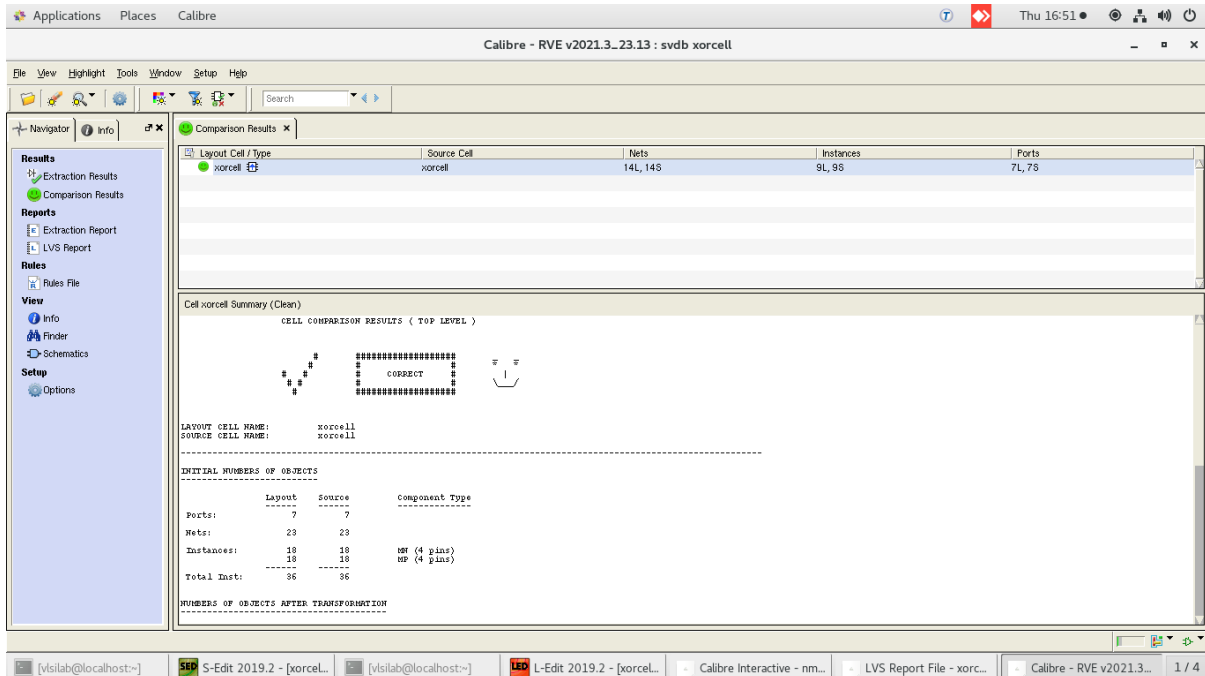 Applications Places Calibre Thu 16:51
Calibre - RVE v2021.3_23.13 : svdb xorcell
File View Highlight Tools Window Setup Help
Search
Navigator Info Comparison Results
Results
Extraction Results
Comparison Results
Reports
Extraction Report
LVS Report
Rules
Rules File
View
Info
Finder
Schematics
Setup
Options
Layout Cell / Type Source Cell Nets Instances Ports
xorcell xorcell 14L, 14S 9L, 9S 7L, 7S
Cell xorcell Summary (Clean)
CELL COMPARISON RESULTS ( TOP LEVEL )
# ###################
# # #
# # # CORRECT #
# # # #
# ###################
LAYOUT CELL NAME: xorcell
SOURCE CELL NAME: xorcell
INITIAL NUMBERS OF OBJECTS
Layout Source Component Type
Ports: 7 7
Nets: 23 23
Instances: 18 18 MN (4 pins)
18 18 MP (4 pins)
Total Inst: 36 36
NUMBERS OF OBJECTS AFTER TRANSFORMATION
[vlsilab@localhost:~] SED S-Edit 2019.2 - [xorcel... [vlsilab@localhost:~] LED L-Edit 2019.2 - [xorcel... Calibre Interactive - nm... LVS Report File - xorc... Calibre - RVE v2021.3... 1 / 4